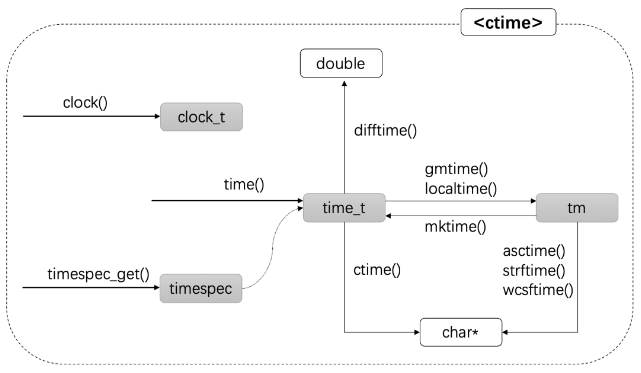 <ctime>
double
clock()
clock_t
difftime()
gmtime()
localtime()
time()
time_t
tm
mktime()
asctime()
strftime()
wcsftime()
ctime()
timespec_get()
timespec
char*